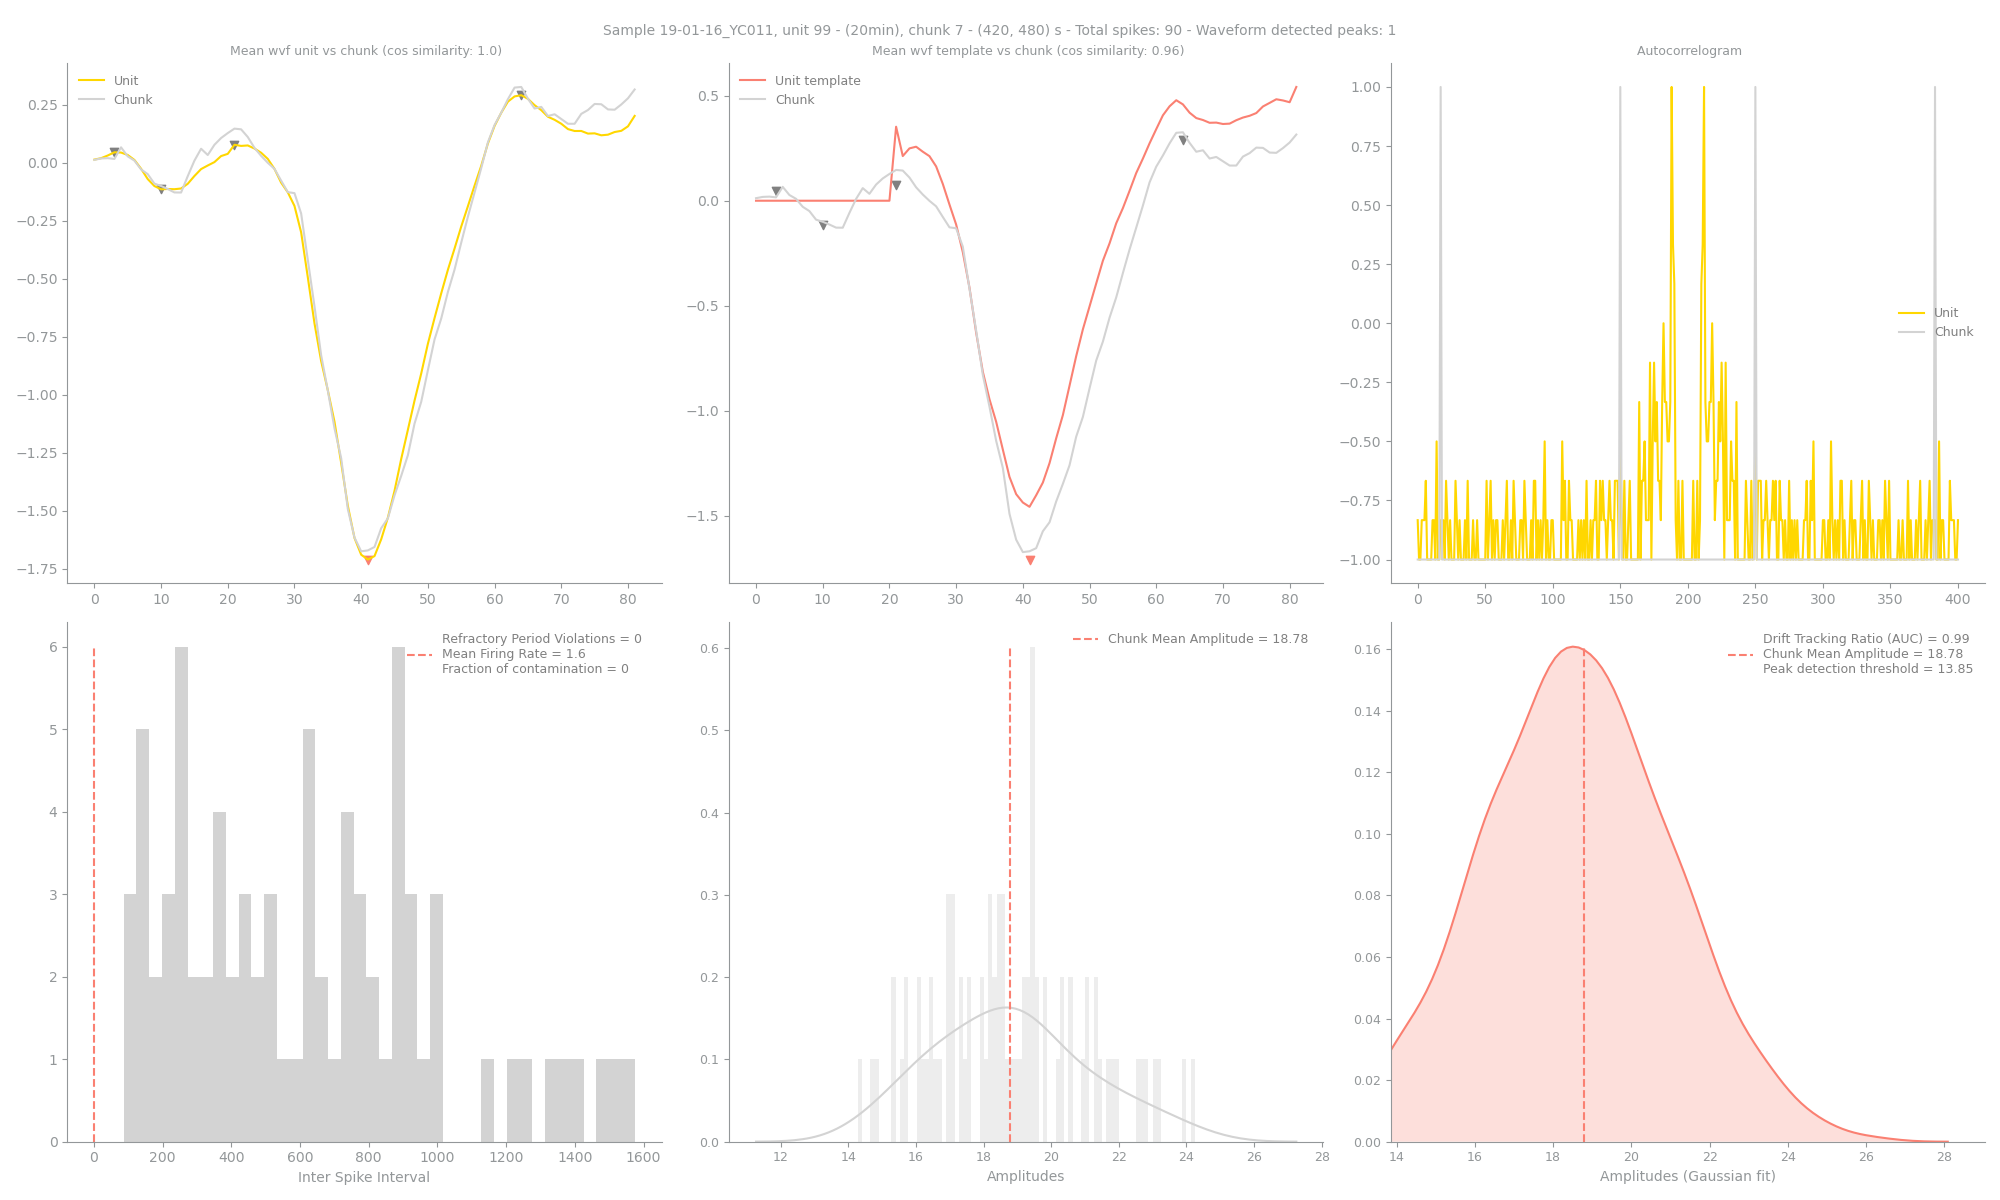 Sample 19-01-16_YC011, unit 99 - (20min), chunk 7 - (420, 480) s - Total spikes: 90 - Waveform detected peaks: 1
Mean wvf unit vs chunk (cos similarity: 1.0)
Unit
Chunk
0.25
0.00
−0.25
−0.50
−0.75
−1.00
−1.25
−1.50
−1.75
0 10 20 30 40 50 60 70 80
Mean wvf template vs chunk (cos similarity: 0.96)
Unit template
Chunk
0.5
0.0
−0.5
−1.0
−1.5
0 10 20 30 40 50 60 70 80
Autocorrelogram
Unit
Chunk
1.00
0.75
0.50
0.25
0.00
−0.25
−0.50
−0.75
−1.00
0 50 100 150 200 250 300 350 400
Refractory Period Violations = 0
Mean Firing Rate = 1.6
Fraction of contamination = 0
6
5
4
3
2
1
0
0 200 400 600 800 1000 1200 1400 1600
Inter Spike Interval
Chunk Mean Amplitude = 18.78
0.6
0.5
0.4
0.3
0.2
0.1
0.0
12 14 16 18 20 22 24 26 28
Amplitudes
Drift Tracking Ratio (AUC) = 0.99
Chunk Mean Amplitude = 18.78
Peak detection threshold = 13.85
0.16
0.14
0.12
0.10
0.08
0.06
0.04
0.02
0.00
14 16 18 20 22 24 26 28
Amplitudes (Gaussian fit)